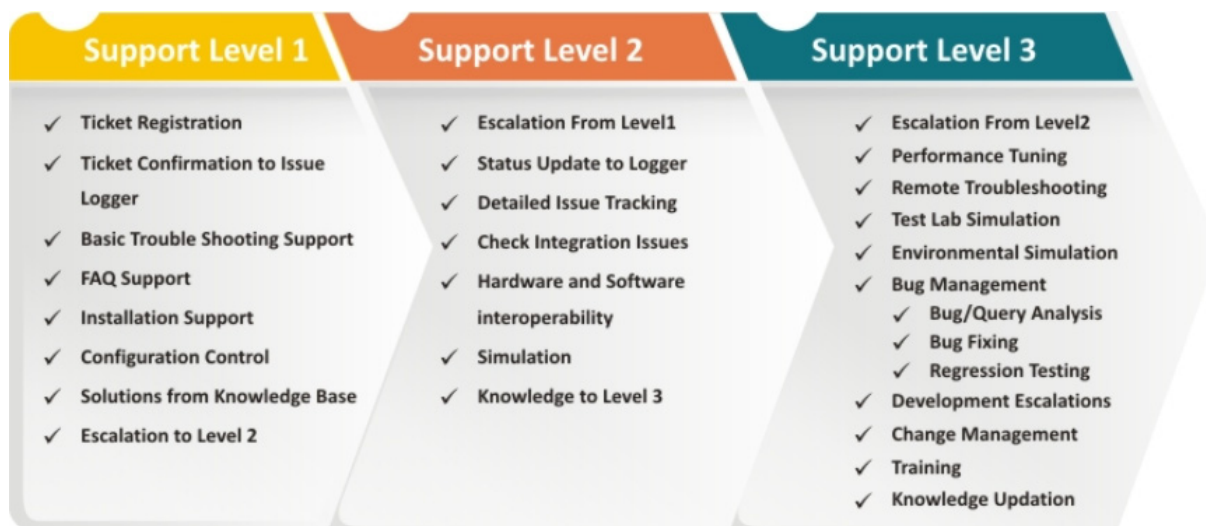 Support Level 1
Ticket Registration
Ticket Confirmation to Issue
Logger
Basic Trouble Shooting Support
FAQ Support
Installation Support
Configuration Control
Solutions from Knowledge Base
Escalation to Level 2
Support Level 2
Escalation From Level1
Status Update to Logger
Detailed Issue Tracking
Check Integration Issues
Hardware and Software
interoperability
Simulation
Knowledge to Level 3
Support Level 3
Escalation From Level2
Performance Tuning
Remote Troubleshooting
Test Lab Simulation
Environmental Simulation
Bug Management
Bug/Query Analysis
Bug Fixing
Regression Testing
Development Escalations
Change Management
Training
Knowledge Updation